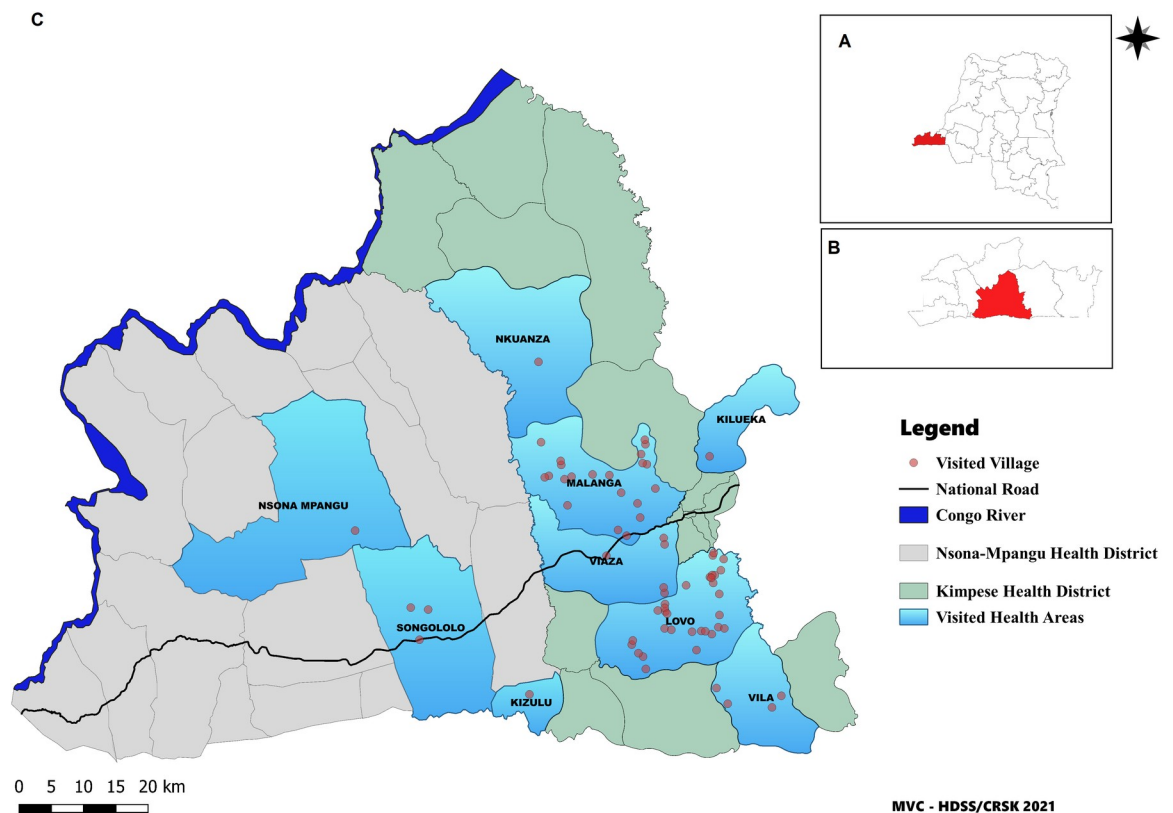 C
A
B
NKUANZA
KILUEKA
MALANGA
NSONA MPANGU
VIAZA
SONGOLOLO
LOVO
KIZULU
VILA
Legend
Visited Village
National Road
Congo River
Nsona-Mpangu Health District
Kimpese Health District
Visited Health Areas
0 5 10 15 20 km
MVC - HDSS/CRSK 2021